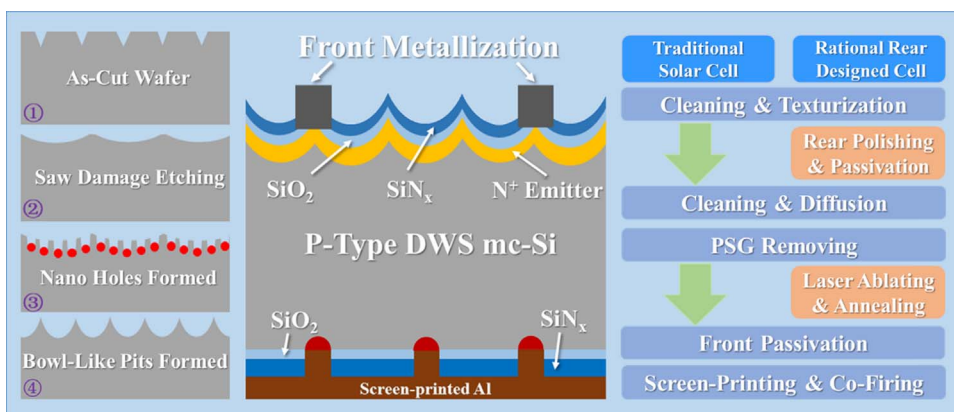 As-Cut Wafer
①
Saw Damage Etching
②
Nano Holes Formed
③
Bowl-Like Pits Formed
④
Front Metallization
SiO₂
SiNₓ
N⁺ Emitter
P-Type DWS mc-Si
SiO₂
SiNₓ
Screen-printed Al
Traditional
Solar Cell
Rational Rear
Designed Cell
Cleaning & Texturization
Rear Polishing
& Passivation
Cleaning & Diffusion
PSG Removing
Laser Ablating
& Annealing
Front Passivation
Screen-Printing & Co-Firing